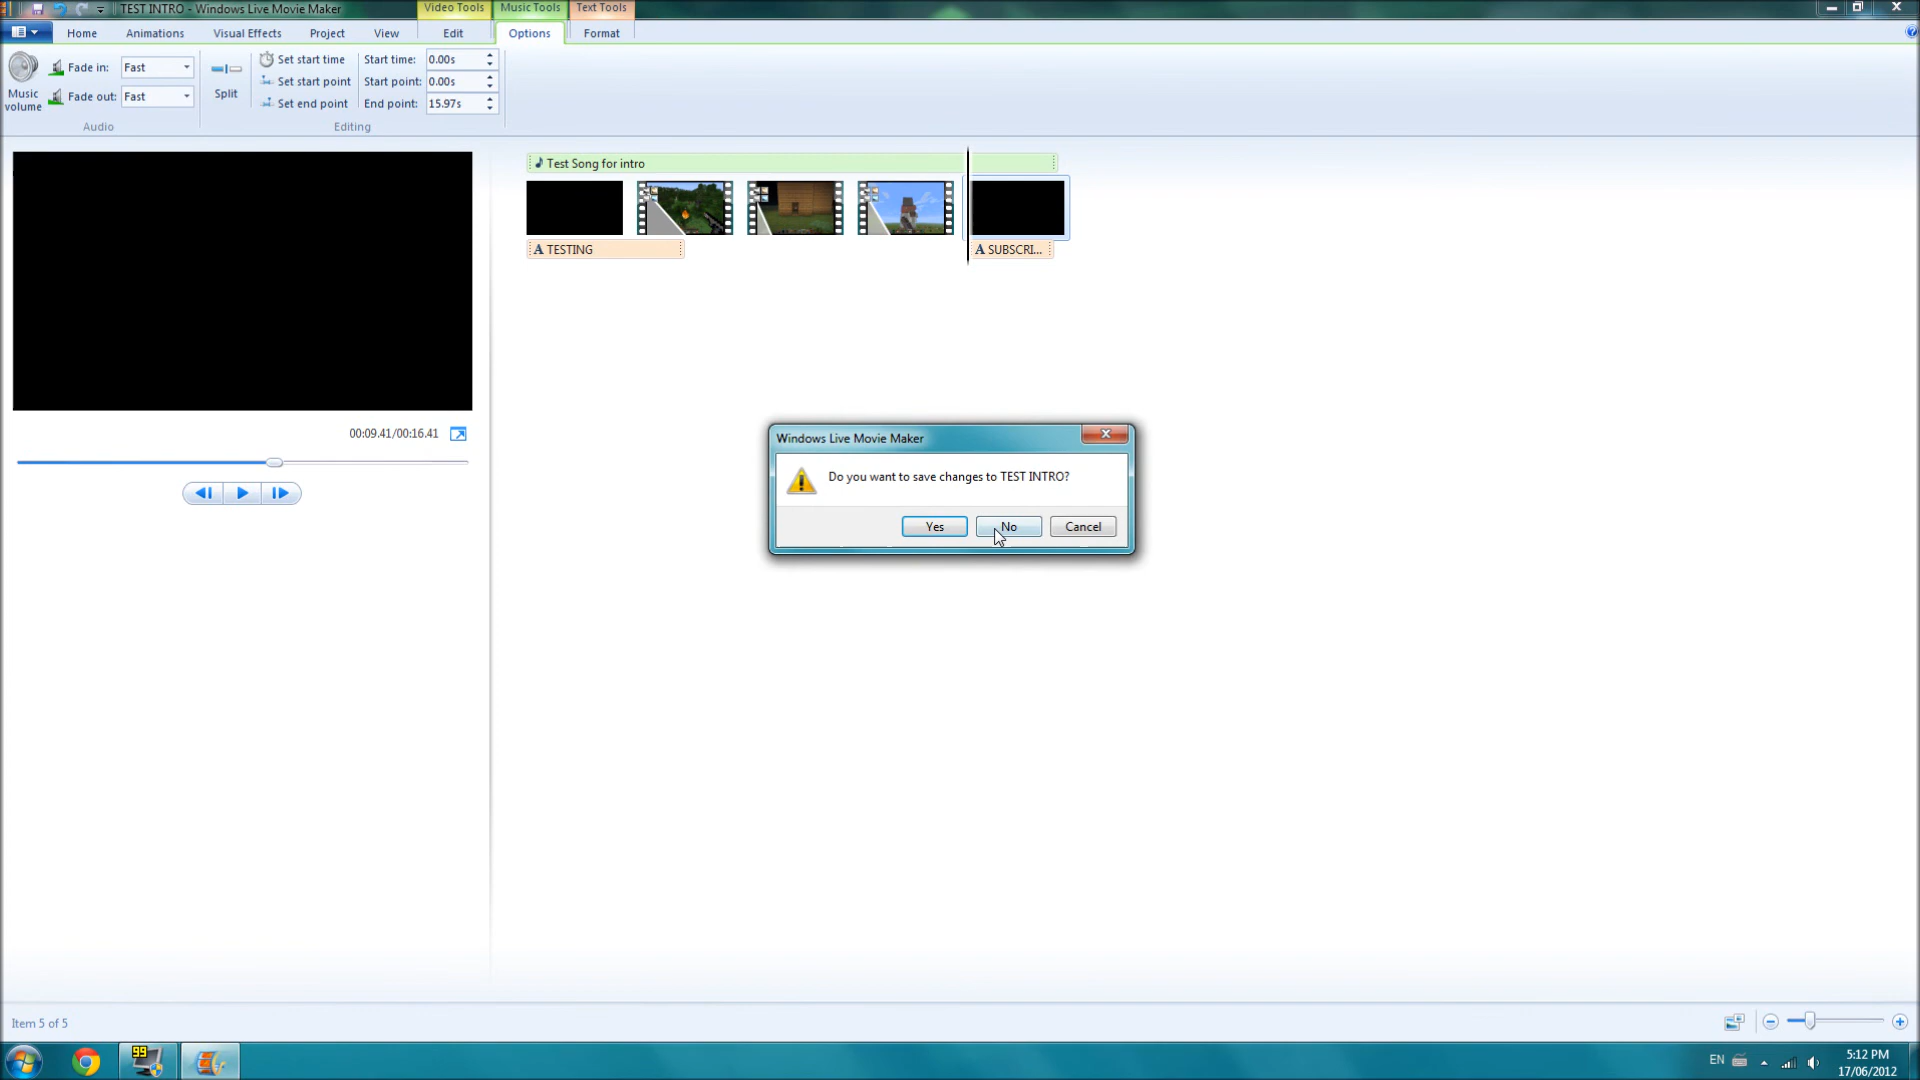 TEST INTRO - Windows Live Movie Maker
Video Tools
Music Tools
Text Tools
Home
Animations
Visual Effects
Project
View
Edit
Options
Format
Music volume
Fade in: Fast
Fade out: Fast
Audio
Split
Set start time
Set start point
Set end point
Start time: 0.00s
Start point: 0.00s
End point: 15.97s
Editing
Test Song for intro
A TESTING
A SUBSCRI...
00:09.41/00:16.41
Windows Live Movie Maker
Do you want to save changes to TEST INTRO?
Yes
No
Cancel
Item 5 of 5
99
EN
5:12 PM
17/06/2012